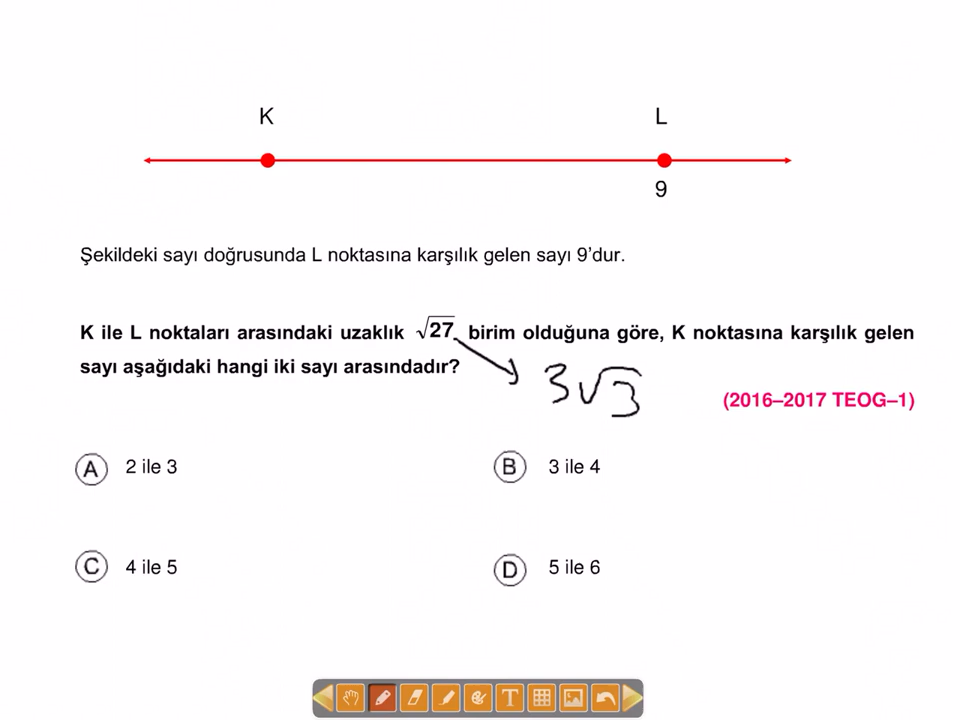 K L
9
Şekildeki sayı doğrusunda L noktasına karşılık gelen sayı 9'dur.
K ile L noktaları arasındaki uzaklık √27 birim olduğuna göre, K noktasına karşılık gelen
sayı aşağıdaki hangi iki sayı arasındadır?
3√3
(2016–2017 TEOG–1)
A 2 ile 3 B 3 ile 4
C 4 ile 5 D 5 ile 6
T